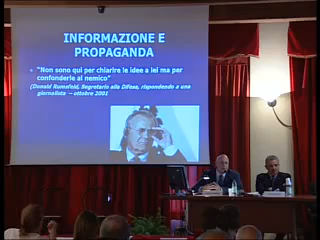 INFORMAZIONE E
PROPAGANDA
• “Non sono qui per chiarire le idee a lei ma per
confonderle al nemico”
(Donald Rumsfeld, Segretario alla Difesa, rispondendo a una
giornalista – ottobre 2001